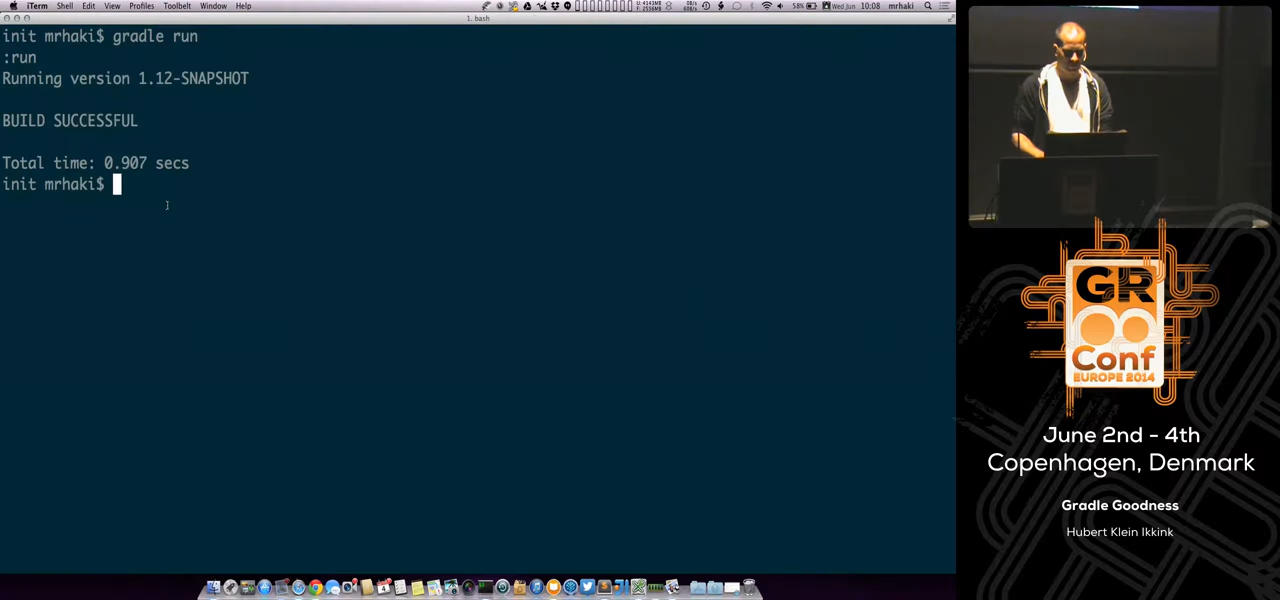 iTerm Shell Edit View Profiles Toolbelt Window Help
58% Wed Jun 10:08 mrhaki
1. bash
init mrhaki$ gradle run
:run
Running version 1.12-SNAPSHOT
BUILD SUCCESSFUL
Total time: 0.907 secs
init mrhaki$
GR
Conf
EUROPE 2014
June 2nd - 4th
Copenhagen, Denmark
Gradle Goodness
Hubert Klein Ikkink